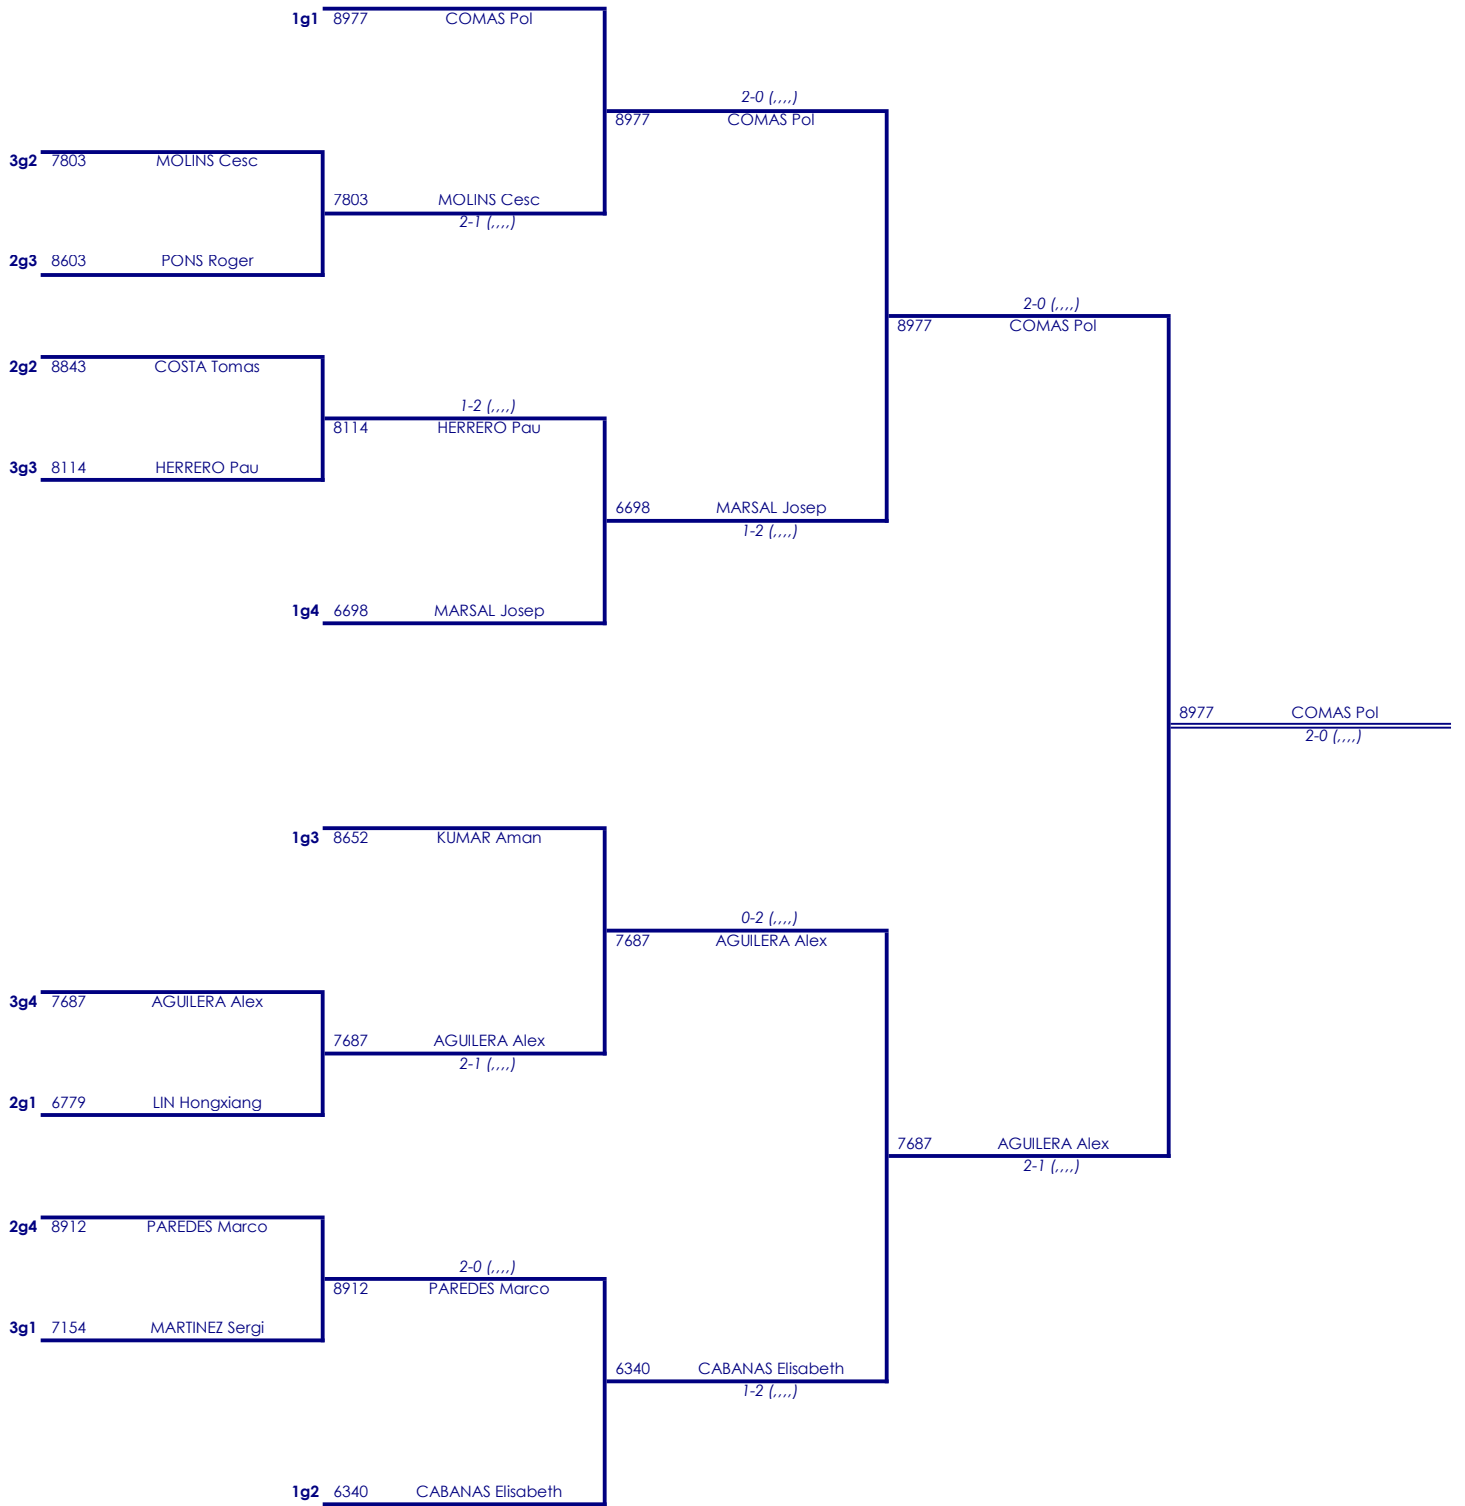 1g1 8977 COMAS Pol
2-0 (,,,,)
8977 COMAS Pol
3g2 7803 MOLINS Cesc
7803 MOLINS Cesc
2-1 (,,,,)
2g3 8603 PONS Roger
2-0 (,,,,)
8977 COMAS Pol
2g2 8843 COSTA Tomas
1-2 (,,,,)
8114 HERRERO Pau
3g3 8114 HERRERO Pau
6698 MARSAL Josep
1-2 (,,,,)
1g4 6698 MARSAL Josep
8977 COMAS Pol
2-0 (,,,,)
1g3 8652 KUMAR Aman
0-2 (,,,,)
7687 AGUILERA Alex
3g4 7687 AGUILERA Alex
7687 AGUILERA Alex
2-1 (,,,,)
2g1 6779 LIN Hongxiang
7687 AGUILERA Alex
2-1 (,,,,)
2g4 8912 PAREDES Marco
2-0 (,,,,)
8912 PAREDES Marco
3g1 7154 MARTINEZ Sergi
6340 CABANAS Elisabeth
1-2 (,,,,)
1g2 6340 CABANAS Elisabeth